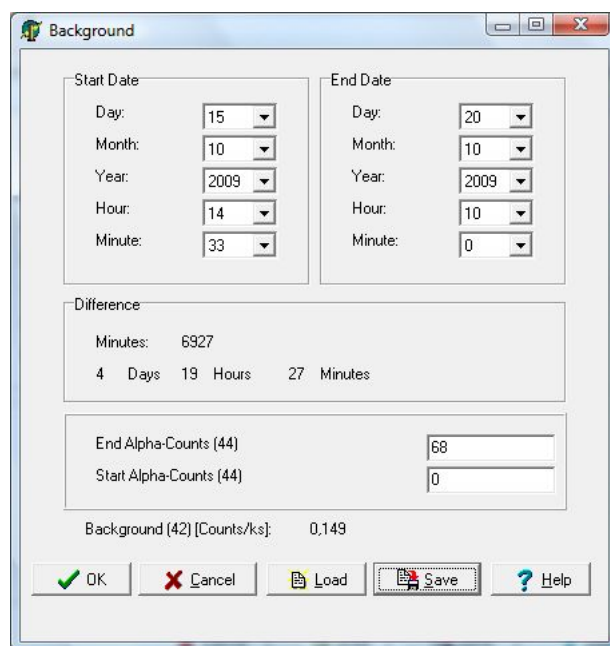 Background
Start Date
Day: 15
Month: 10
Year: 2009
Hour: 14
Minute: 33
End Date
Day: 20
Month: 10
Year: 2009
Hour: 10
Minute: 0
Difference
Minutes: 6927
4 Days 19 Hours 27 Minutes
End Alpha-Counts (44) 68
Start Alpha-Counts (44) 0
Background (42) [Counts/ks]: 0,149
OK Cancel Load Save Help